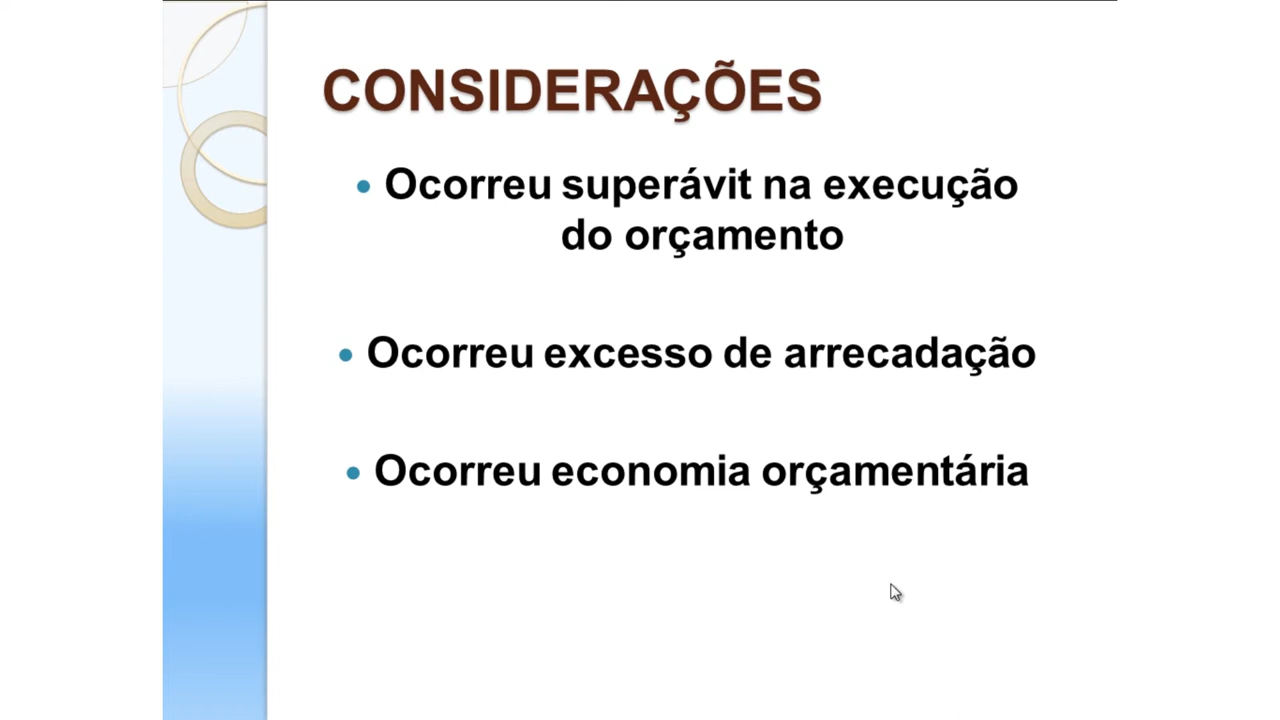 CONSIDERAÇÕES
• Ocorreu superávit na execução
do orçamento
• Ocorreu excesso de arrecadação
• Ocorreu economia orçamentária